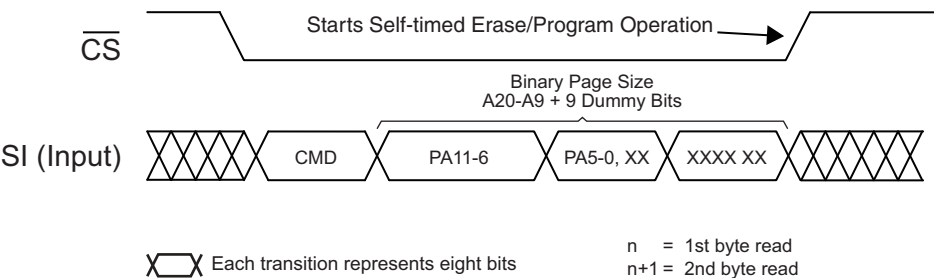 Starts Self-timed Erase/Program Operation
CS
Binary Page Size
A20-A9 + 9 Dummy Bits
SI (Input)
CMD PA11-6 PA5-0, XX XXXX XX
Each transition represents eight bits
n = 1st byte read
n+1 = 2nd byte read